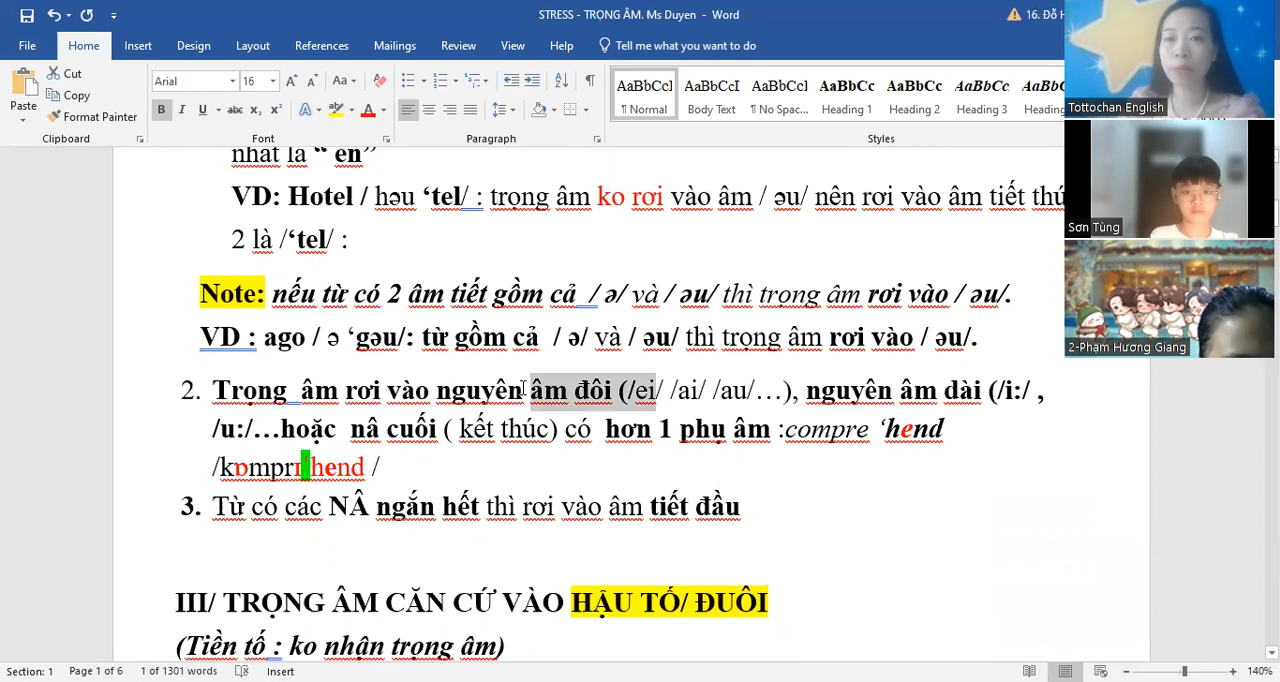 STRESS - TRỌNG ÂM. Ms Duyen - Word
16. Đỗ H
File Home Insert Design Layout References Mailings Review View Help Tell me what you want to do
Paste
Cut
Copy
Format Painter
Clipboard
Arial 16
Font
Paragraph
AaBbCcI AaBbCcI AaBbCcI AaBbCc AaBbCc AaBbCc AaBbCc
¶ Normal Body Text ¶ No Spac... Heading 1 Heading 2 Heading 3 Heading
Styles
Tottochan English
Sơn Tùng
2-Phạm Hương Giang
nhất là “ en”
VD: Hotel / həu ‘tel/ : trọng âm ko rơi vào âm / əu/ nên rơi vào âm tiết thứ
2 là /‘tel/ :
Note: nếu từ có 2 âm tiết gồm cả / ə/ và / əu/ thì trọng âm rơi vào / əu/.
VD : ago / ə ‘gəu/: từ gồm cả / ə/ và / əu/ thì trọng âm rơi vào / əu/.
2. Trọng âm rơi vào nguyên âm đôi (/ei/ /ai/ /au/…), nguyên âm dài (/i:/ ,
/u:/…hoặc nâ cuối ( kết thúc) có hơn 1 phụ âm :compre ‘hend
/kɒmprɪˈhend /
3. Từ có các NÂ ngắn hết thì rơi vào âm tiết đầu
III/ TRỌNG ÂM CĂN CỨ VÀO HẬU TỐ/ ĐUÔI
(Tiền tố : ko nhận trọng âm)
Section: 1 Page 1 of 6 1 of 1301 words Insert 140%